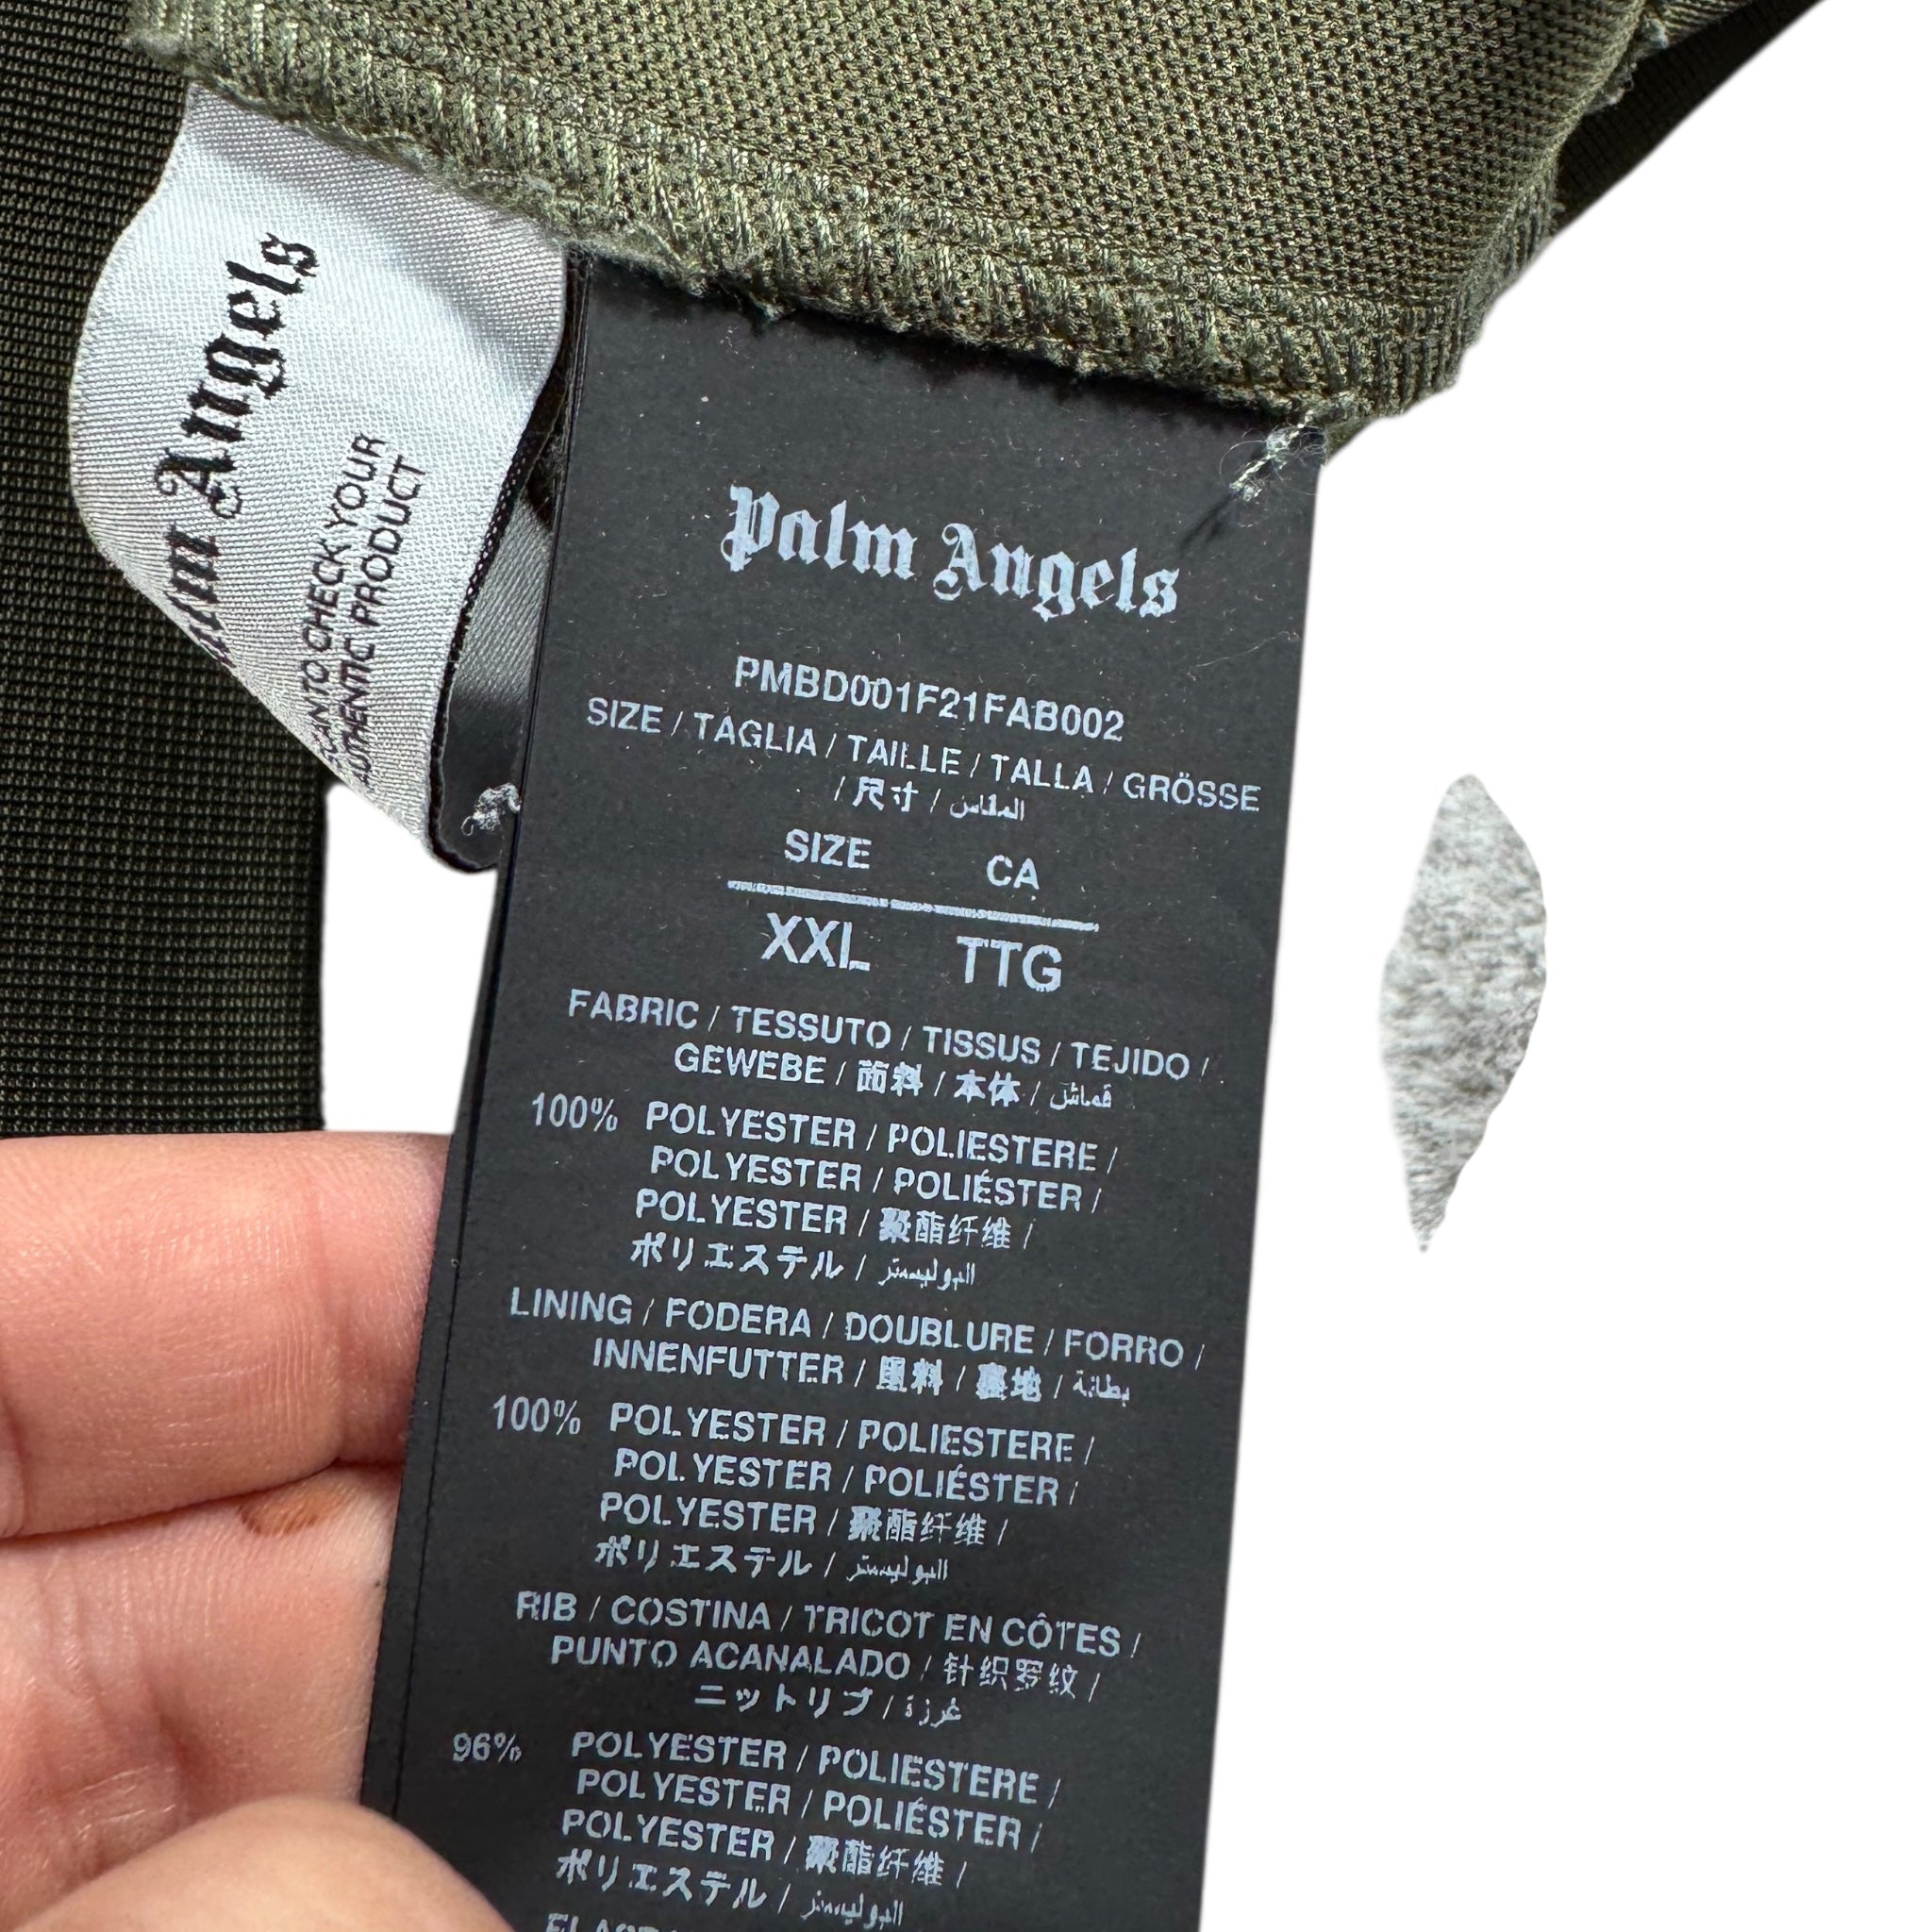 Palm Angels
SCAN TO CHECK YOUR
AUTHENTIC PRODUCT
Palm Angels
PMBD001F21FAB002
SIZE / TAGLIA / TAILLE / TALLA / GRÖSSE
/ 尺寸 / المقاس
SIZE CA
XXL TTG
FABRIC / TESSUTO / TISSUS / TEJIDO /
GEWEBE / 面料 / 本体 / قماش
100% POLYESTER / POLIESTERE /
POLYESTER / POLIÉSTER /
POLYESTER / 聚酯纤维 /
ポリエステル / البوليستر
LINING / FODERA / DOUBLURE / FORRO /
INNENFUTTER / 里料 / 裏地 / بطانة
100% POLYESTER / POLIESTERE /
POLYESTER / POLIÉSTER /
POLYESTER / 聚酯纤维 /
ポリエステル / البوليستر
RIB / COSTINA / TRICOT EN CÔTES /
PUNTO ACANALADO / 针织罗纹 /
ニットリブ / غرزة
96% POLYESTER / POLIESTERE /
POLYESTER / POLIÉSTER /
POLYESTER / 聚酯纤维 /
ポリエステル / البوليستر